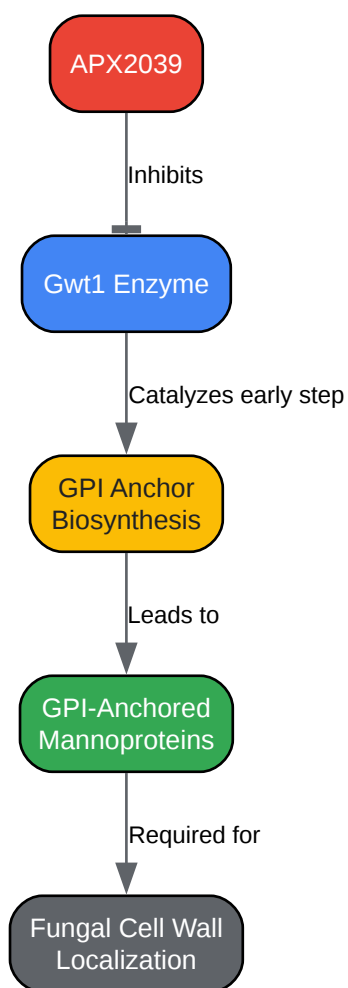 APX2039
Inhibits
Gwt1 Enzyme
Catalyzes early step
GPI Anchor
Biosynthesis
Leads to
GPI-Anchored
Mannoproteins
Required for
Fungal Cell Wall
Localization